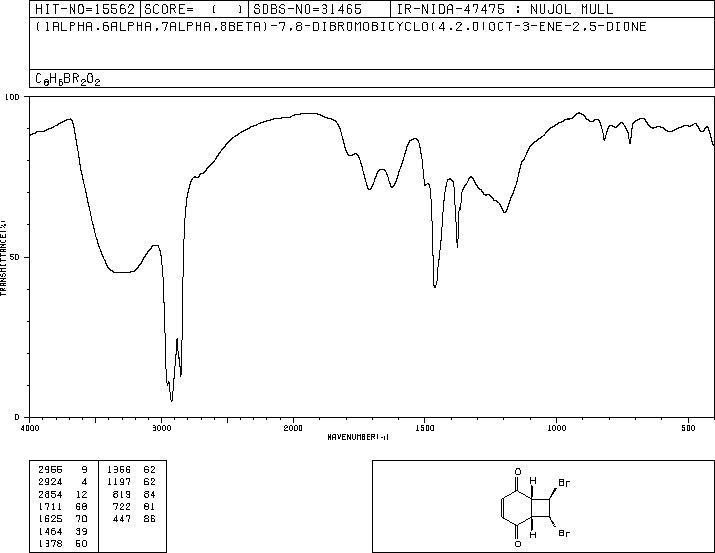 HIT-NO=15562 SCORE= ( ) SDBS-NO=31465 IR-NIDA-47475 : NUJOL MULL
(1ALPHA,6ALPHA,7ALPHA,8BETA)-7,8-DIBROMOBICYCLO(4.2.0)OCT-3-ENE-2,5-DIONE
C8H6BR2O2
100
50
0
TRANSMITTANCE(%)
4000 3000 2000 1500 1000 500
WAVENUMBER(-1)
2955 9 1366 62
2924 4 1197 62
2854 12 819 84
1711 68 722 81
1625 70 447 86
1464 39
1378 60
O
H
Br
H
Br
O